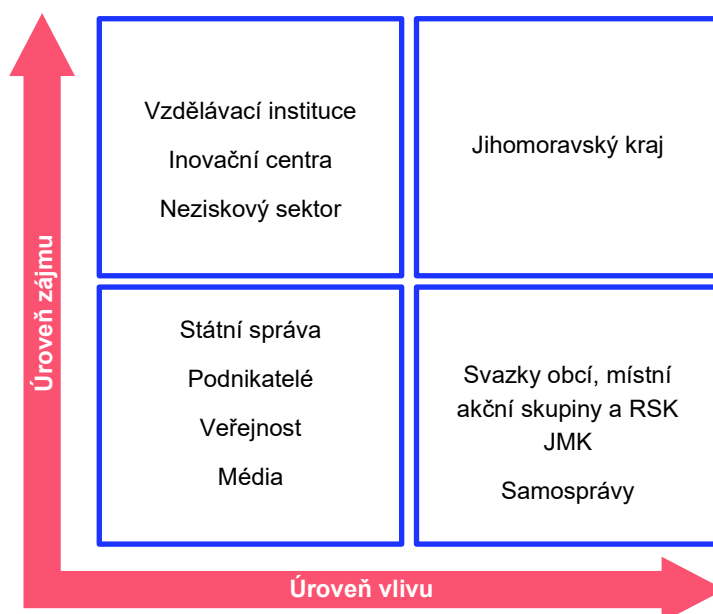 Vzdělávací instituce
Inovační centra
Neziskový sektor
Jihomoravský kraj
Úroveň zájmu
Státní správa
Podnikatelé
Veřejnost
Média
Svazky obcí, místní
akční skupiny a RSK
JMK
Samosprávy
Úroveň vlivu